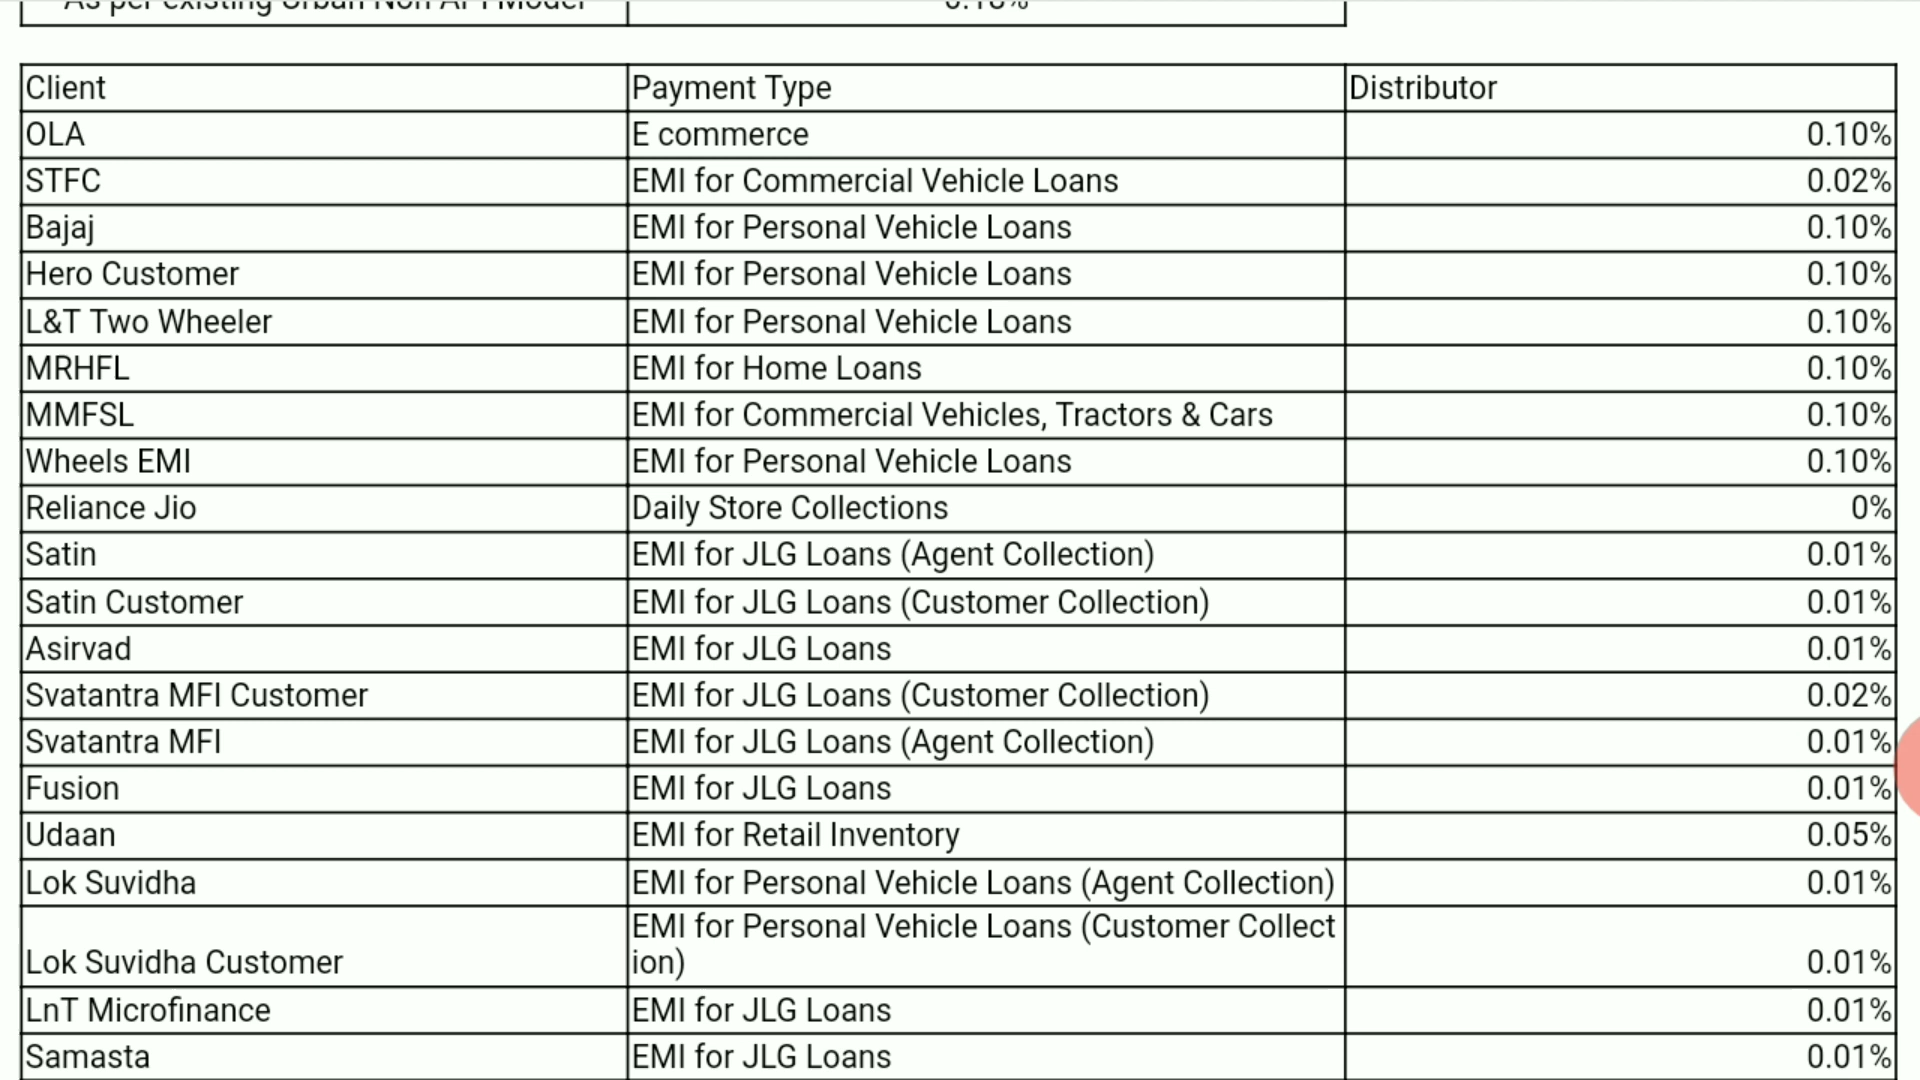 As per existing Urban Non API Model
Client Payment Type Distributor
OLA E commerce 0.10%
STFC EMI for Commercial Vehicle Loans 0.02%
Bajaj EMI for Personal Vehicle Loans 0.10%
Hero Customer EMI for Personal Vehicle Loans 0.10%
L&T Two Wheeler EMI for Personal Vehicle Loans 0.10%
MRHFL EMI for Home Loans 0.10%
MMFSL EMI for Commercial Vehicles, Tractors & Cars 0.10%
Wheels EMI EMI for Personal Vehicle Loans 0.10%
Reliance Jio Daily Store Collections 0%
Satin EMI for JLG Loans (Agent Collection) 0.01%
Satin Customer EMI for JLG Loans (Customer Collection) 0.01%
Asirvad EMI for JLG Loans 0.01%
Svatantra MFI Customer EMI for JLG Loans (Customer Collection) 0.02%
Svatantra MFI EMI for JLG Loans (Agent Collection) 0.01%
Fusion EMI for JLG Loans 0.01%
Udaan EMI for Retail Inventory 0.05%
Lok Suvidha EMI for Personal Vehicle Loans (Agent Collection) 0.01%
EMI for Personal Vehicle Loans (Customer Collect
Lok Suvidha Customer ion) 0.01%
LnT Microfinance EMI for JLG Loans 0.01%
Samasta EMI for JLG Loans 0.01%